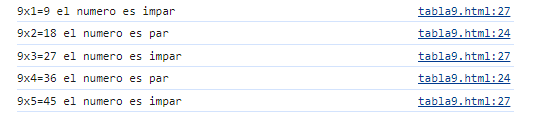 9x1=9 el numero es impar tabla9.html:27
9x2=18 el numero es par tabla9.html:24
9x3=27 el numero es impar tabla9.html:27
9x4=36 el numero es par tabla9.html:24
9x5=45 el numero es impar tabla9.html:27